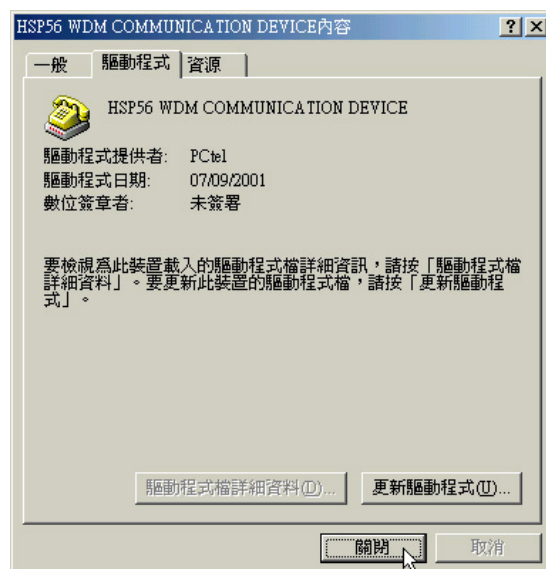 HSP56 WDM COMMUNICATION DEVICE內容
一般 驅動程式 資源
HSP56 WDM COMMUNICATION DEVICE
驅動程式提供者: PCtel
驅動程式日期: 07/09/2001
數位簽章者: 未簽署
要檢視為此裝置載入的驅動程式檔詳細資訊，請按「驅動程式檔
詳細資料」。要更新此裝置的驅動程式檔，請按「更新驅動程
式」。
驅動程式檔詳細資料(D)... 更新驅動程式(U)...
關閉 取消